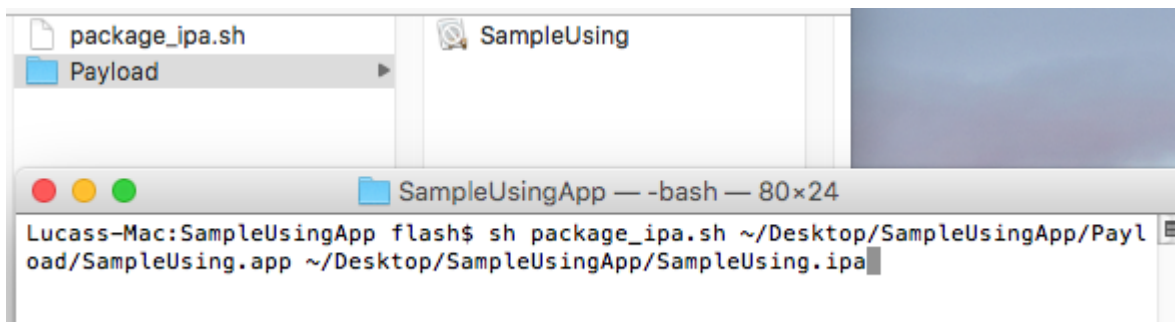 package_ipa.sh
SampleUsing
Payload
SampleUsingApp — -bash — 80×24
Lucass-Mac:SampleUsingApp flash$ sh package_ipa.sh ~/Desktop/SampleUsingApp/Payl
oad/SampleUsing.app ~/Desktop/SampleUsingApp/SampleUsing.ipa